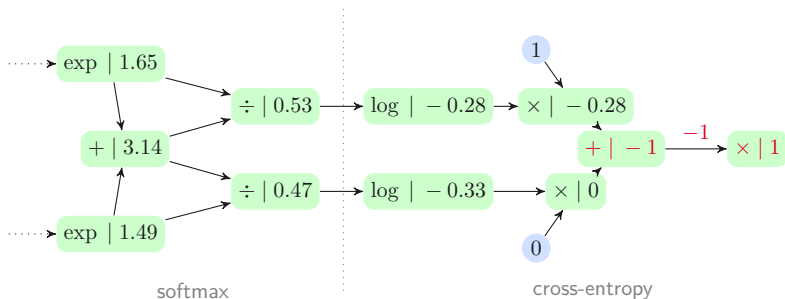 exp | 1.65
1
÷ | 0.53
log | −0.28
× | −0.28
−1
+ | 3.14
+ | −1
× | 1
÷ | 0.47
log | −0.33
× | 0
exp | 1.49
0
softmax
cross-entropy